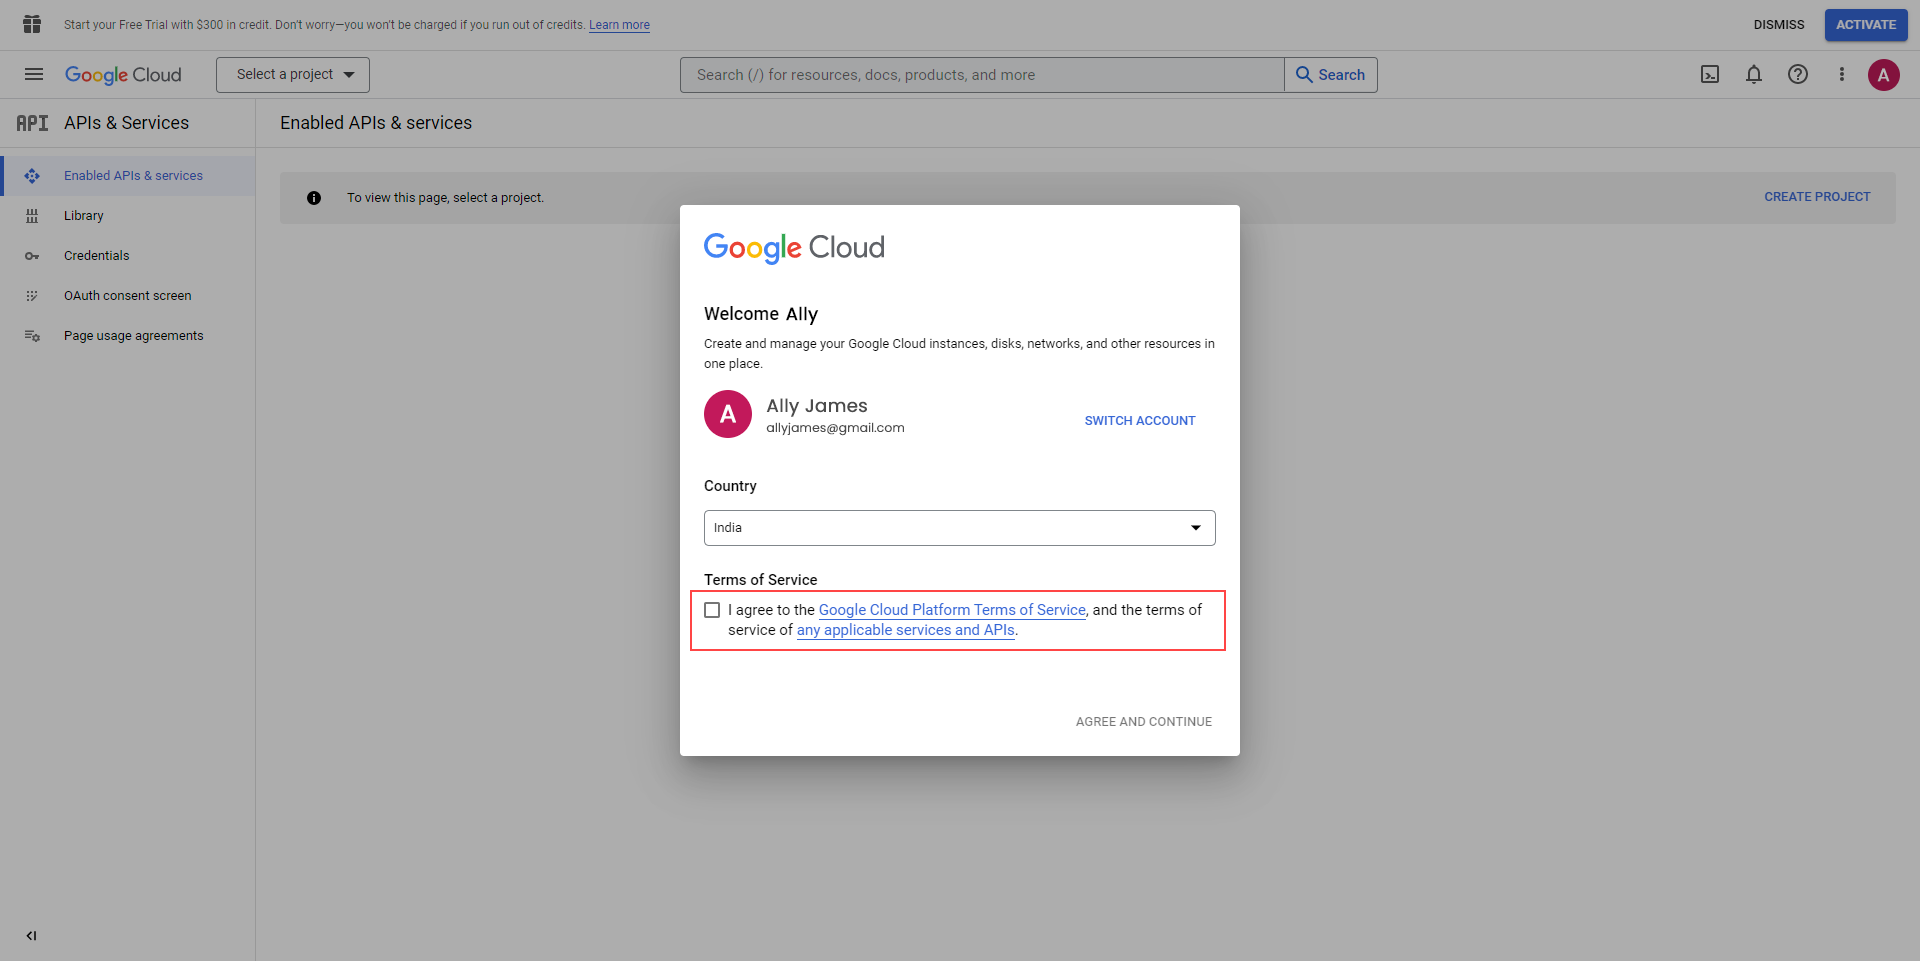 Start your Free Trial with $300 in credit. Don't worry—you won't be charged if you run out of credits. Learn more
DISMISS
ACTIVATE
Google Cloud
Select a project
Search (/) for resources, docs, products, and more
Search
A
API
APIs & Services
Enabled APIs & services
Enabled APIs & services
Library
Credentials
OAuth consent screen
Page usage agreements
To view this page, select a project.
CREATE PROJECT
Google Cloud
Welcome Ally
Create and manage your Google Cloud instances, disks, networks, and other resources in
one place.
A
Ally James
allyjames@gmail.com
SWITCH ACCOUNT
Country
India
Terms of Service
I agree to the Google Cloud Platform Terms of Service, and the terms of
service of any applicable services and APIs.
AGREE AND CONTINUE